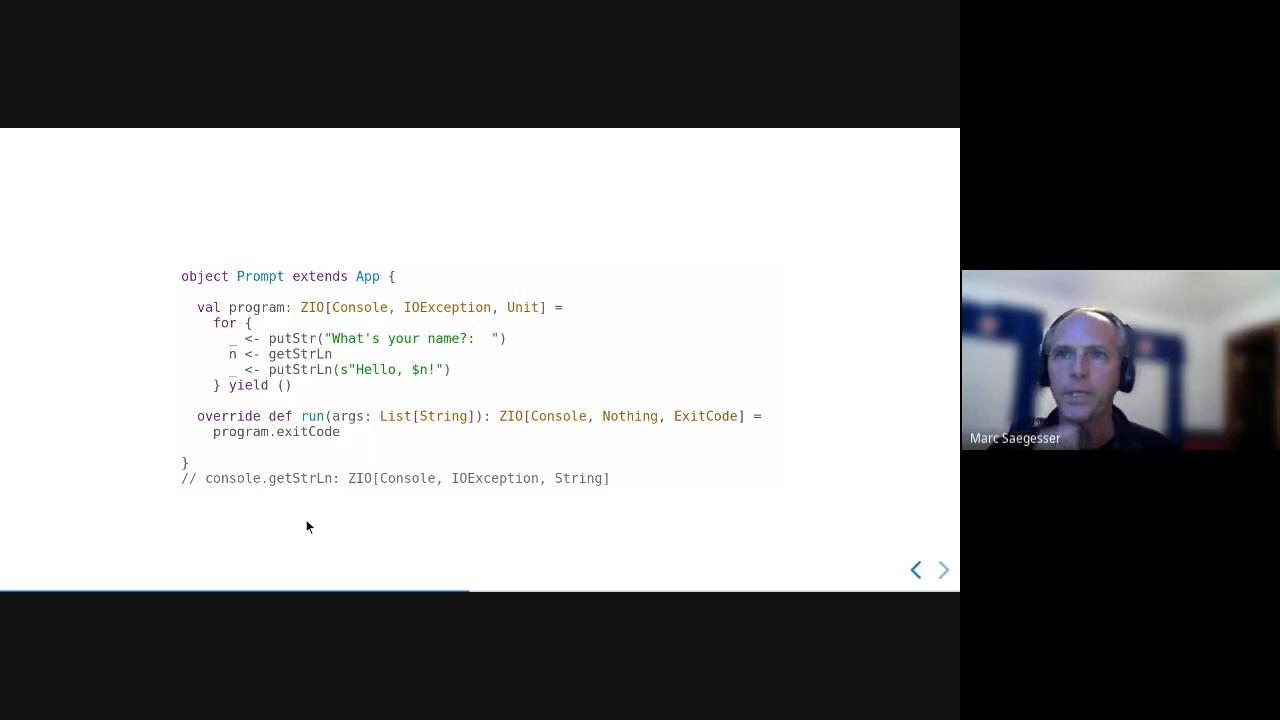 object Prompt extends App {
  val program: ZIO[Console, IOException, Unit] =
    for {
      _ <- putStr("What's your name?:  ")
      n <- getStrLn
      _ <- putStrLn(s"Hello, $n!")
    } yield ()
  override def run(args: List[String]): ZIO[Console, Nothing, ExitCode] =
    program.exitCode
}
// console.getStrLn: ZIO[Console, IOException, String]
Marc Saegesser